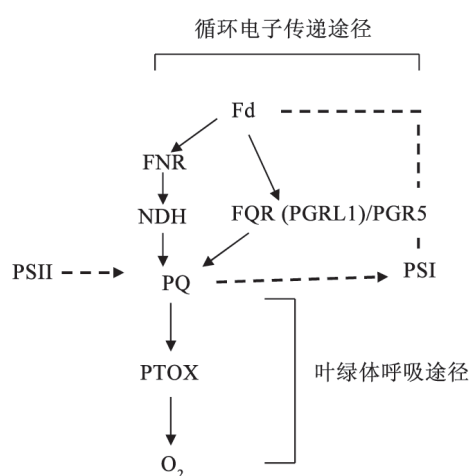 循环电子传递途径
Fd
FNR
NDH
FQR (PGRL1)/PGR5
PSII
PQ
PSI
PTOX
叶绿体呼吸途径
O₂